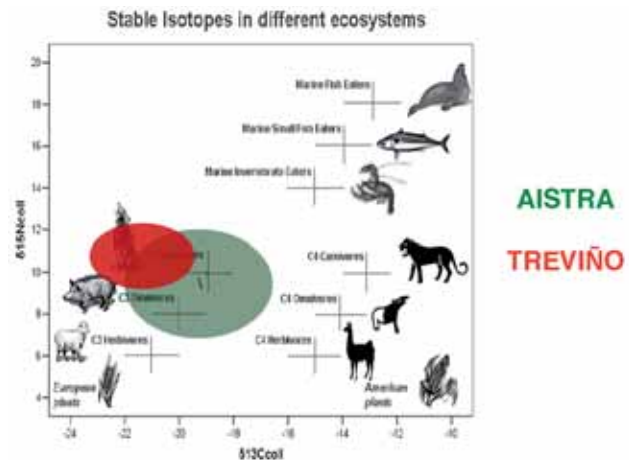 Stable Isotopes in different ecosystems
20
18
16
14
12
10
8
6
4
δ15Ncoll
Marine Fish Eaters
Marine Small Fish Eaters
Marine Invertebrate Eaters
C4 Carnivores
C3 Omnivores
C4 Omnivores
C3 Herbivores
C4 Herbivores
European
plants
American
plants
-24
-22
-20
-18
-16
-14
-12
-10
δ13Ccoll
AISTRA
TREVIÑO